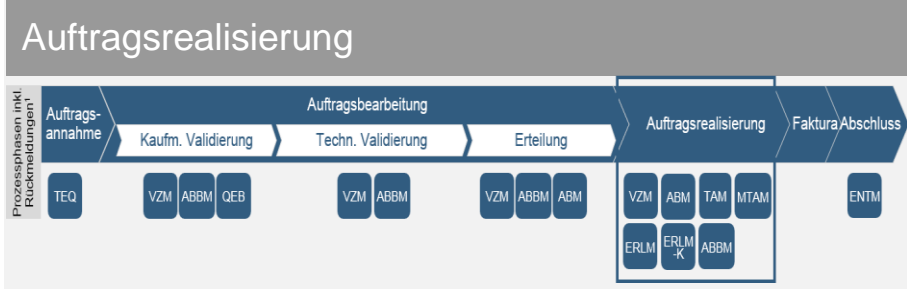 Auftragsrealisierung
Prozessphasen inkl.
Rückmeldungen¹
Auftrags-
annahme
Auftragsbearbeitung
Kaufm. Validierung
Techn. Validierung
Erteilung
Auftragsrealisierung
Faktura
Abschluss
TEQ
VZM ABBM QEB
VZM ABBM
VZM ABBM ABM
VZM ABM TAM MTAM
ENTM
ERLM
ERLM
-K
ABBM